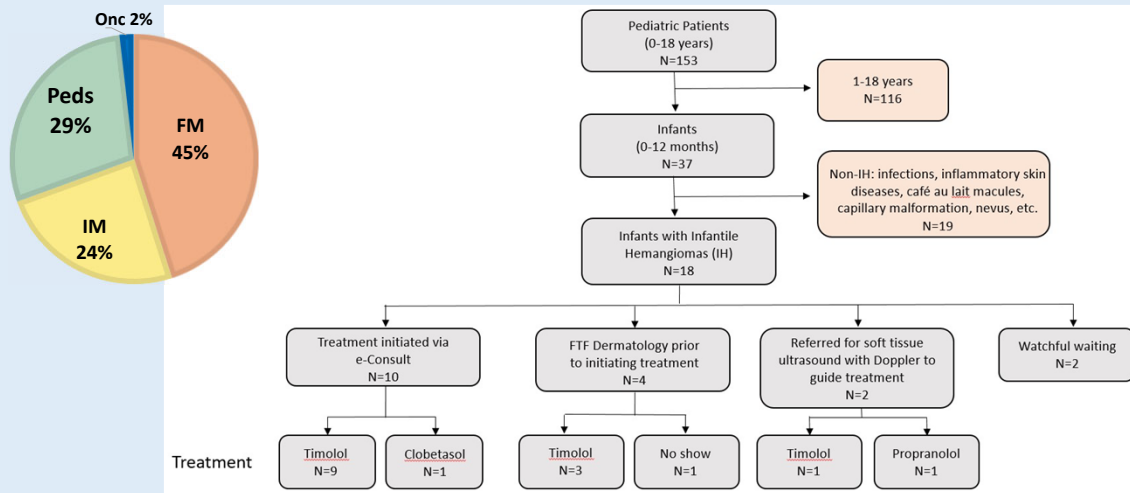 Onc 2%
Peds
29%
FM
45%
IM
24%
Pediatric Patients
(0-18 years)
N=153
1-18 years
N=116
Infants
(0-12 months)
N=37
Non-IH: infections, inflammatory skin
diseases, café au lait macules,
capillary malformation, nevus, etc.
N=19
Infants with Infantile
Hemangiomas (IH)
N=18
Treatment initiated via
e-Consult
N=10
FTF Dermatology prior
to initiating treatment
N=4
Referred for soft tissue
ultrasound with Doppler to
guide treatment
N=2
Watchful waiting
N=2
Treatment
Timolol
N=9
Clobetasol
N=1
Timolol
N=3
No show
N=1
Timolol
N=1
Propranolol
N=1